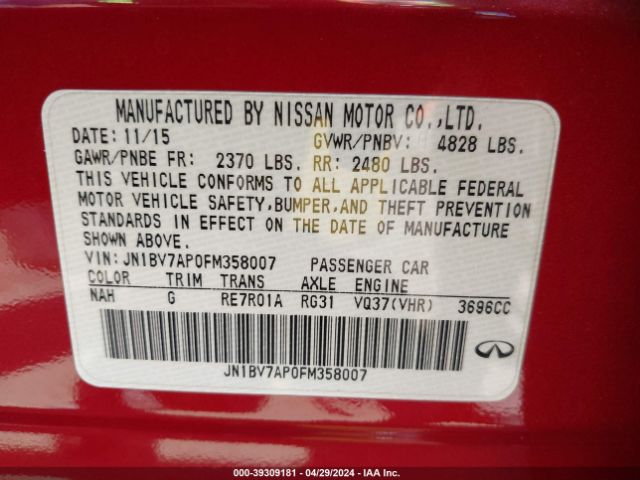 MANUFACTURED BY NISSAN MOTOR CO.,LTD.
DATE: 11/15 GVWR/PNBV: 4828 LBS.
GAWR/PNBE FR: 2370 LBS. RR: 2480 LBS.
THIS VEHICLE CONFORMS TO ALL APPLICABLE FEDERAL
MOTOR VEHICLE SAFETY,BUMPER,AND THEFT PREVENTION
STANDARDS IN EFFECT ON THE DATE OF MANUFACTURE
SHOWN ABOVE.
VIN: JN1BV7AP0FM358007 PASSENGER CAR
COLOR TRIM TRANS AXLE ENGINE
NAH G RE7R01A RG31 VQ37(VHR) 3696CC
JN1BV7AP0FM358007
INFINITI
000-39309181 - 04/29/2024 - IAA Inc.